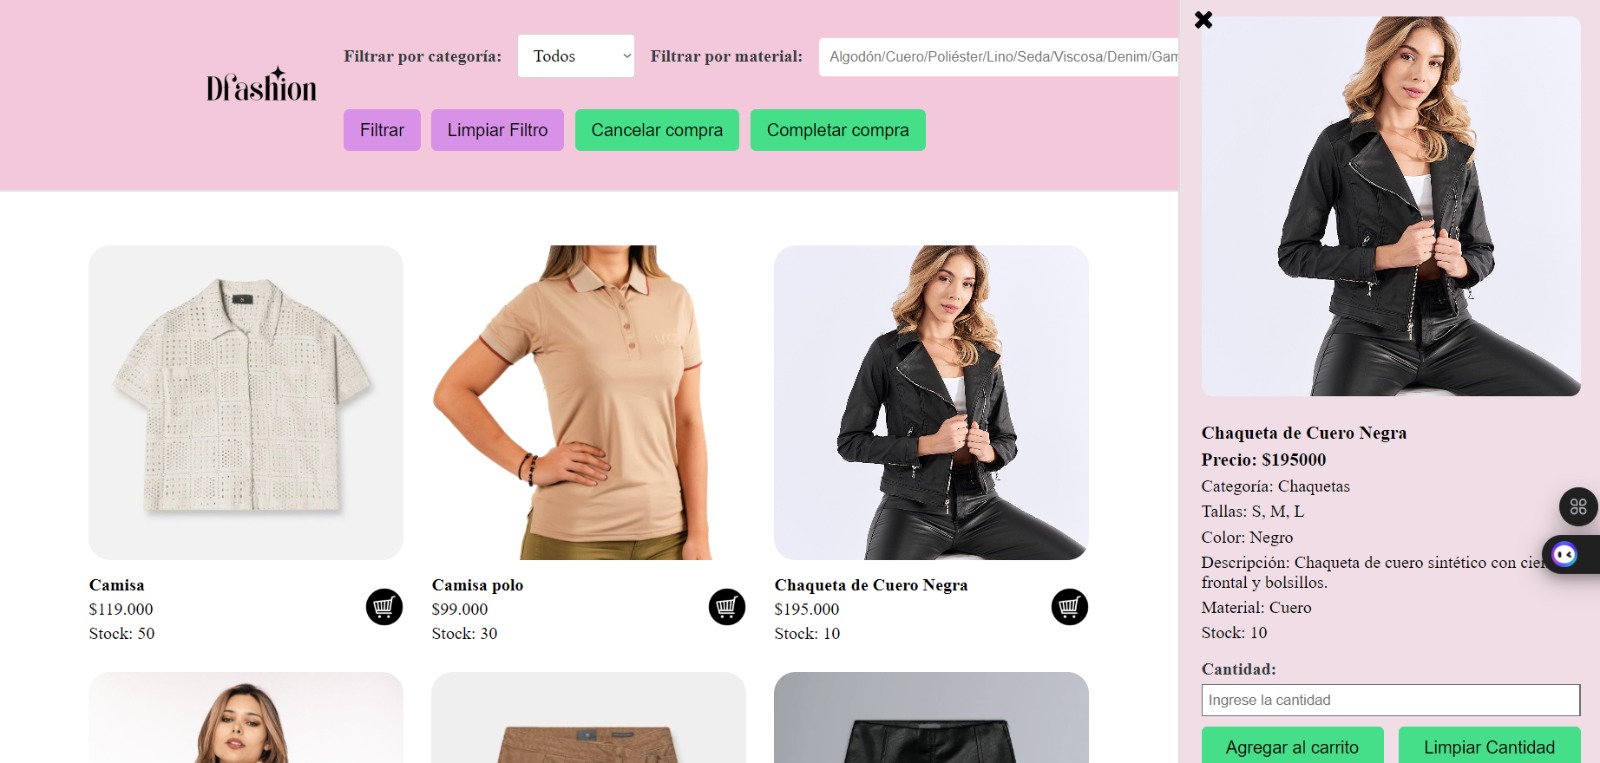 Dfashion
Filtrar por categoría:
Todos
Filtrar por material:
Algodón/Cuero/Poliéster/Lino/Seda/Viscosa/Denim/Gam
Filtrar
Limpiar Filtro
Cancelar compra
Completar compra
Camisa
$119.000
Stock: 50
Camisa polo
$99.000
Stock: 30
Chaqueta de Cuero Negra
$195.000
Stock: 10
Chaqueta de Cuero Negra
Precio: $195000
Categoría: Chaquetas
Tallas: S, M, L
Color: Negro
Descripción: Chaqueta de cuero sintético con
frontal y bolsillos.
Material: Cuero
Stock: 10
Cantidad:
Ingrese la cantidad
Agregar al carrito
Limpiar Cantidad